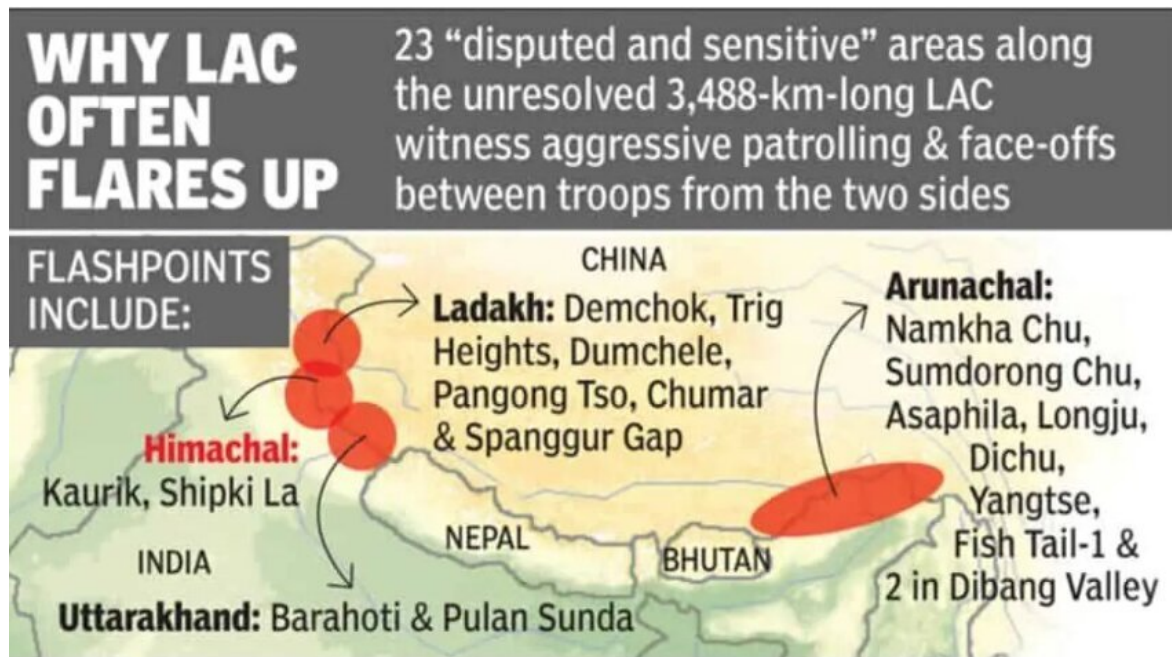 WHY LAC
OFTEN
FLARES UP
23 “disputed and sensitive” areas along
the unresolved 3,488-km-long LAC
witness aggressive patrolling & face-offs
between troops from the two sides
FLASHPOINTS
INCLUDE:
CHINA
Ladakh: Demchok, Trig
Heights, Dumchele,
Pangong Tso, Chumar
& Spanggur Gap
Arunachal:
Namkha Chu,
Sumdorong Chu,
Asaphila, Longju,
Dichu,
Yangtse,
Fish Tail-1 &
2 in Dibang Valley
Himachal:
Kaurik, Shipki La
NEPAL
BHUTAN
INDIA
Uttarakhand: Barahoti & Pulan Sunda